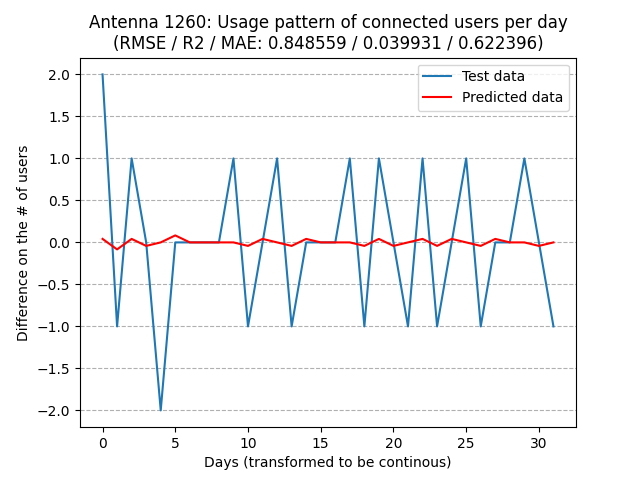 Antenna 1260: Usage pattern of connected users per day
(RMSE / R2 / MAE: 0.848559 / 0.039931 / 0.622396)
Test data
Predicted data
2.0
1.5
1.0
0.5
0.0
−0.5
−1.0
−1.5
−2.0
Difference on the # of users
0 5 10 15 20 25 30
Days (transformed to be continous)